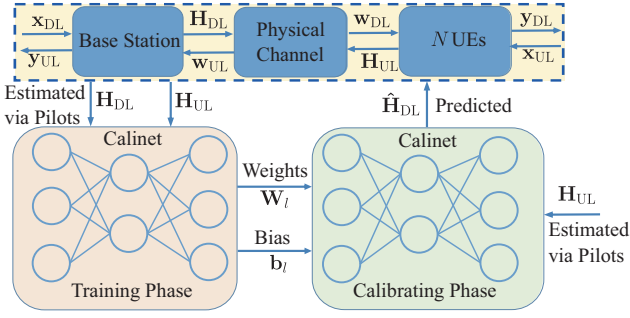 x_DL
y_UL
Base Station
H_DL
w_UL
Physical
Channel
w_DL
H_UL
N UEs
y_DL
x_UL
Estimated
via Pilots
H_DL
H_UL
Ĥ_DL
Predicted
Calinet
Calinet
Weights
W_l
Bias
b_l
H_UL
Estimated
via Pilots
Training Phase
Calibrating Phase